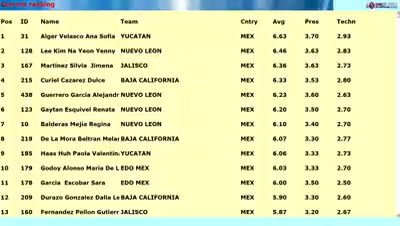 Current ranking
Pos ID Name Team Cntry Avg Pres Techn
1 31 Alger Velasco Ana Sofia YUCATAN MEX 6.63 3.70 2.93
2 128 Lee Kim Na Yeon Yenny NUEVO LEON MEX 6.46 3.63 2.83
3 167 Martinez Silvia Jimena JALISCO MEX 6.36 3.63 2.73
4 215 Curiel Cazarez Dulce BAJA CALIFORNIA MEX 6.33 3.53 2.80
5 438 Guerrero Garcia Alejandr NUEVO LEON MEX 6.23 3.60 2.63
6 123 Gaytan Esquivel Renata NUEVO LEON MEX 6.20 3.50 2.70
7 10 Balderas Mejia Regina NUEVO LEON MEX 6.10 3.40 2.70
8 219 De La Mora Beltran Melai BAJA CALIFORNIA MEX 6.07 3.30 2.77
9 185 Haas Huh Paola Valentina YUCATAN MEX 6.06 3.33 2.73
10 179 Godoy Alonso Maria De L EDO MEX MEX 6.03 3.33 2.70
11 178 Garcia Escobar Sara EDO MEX MEX 6.00 3.50 2.50
12 209 Durazo Gonzalez Dalia Le BAJA CALIFORNIA MEX 5.90 3.30 2.60
13 160 Fernandez Pellon Gutierr JALISCO MEX 5.87 3.20 2.67